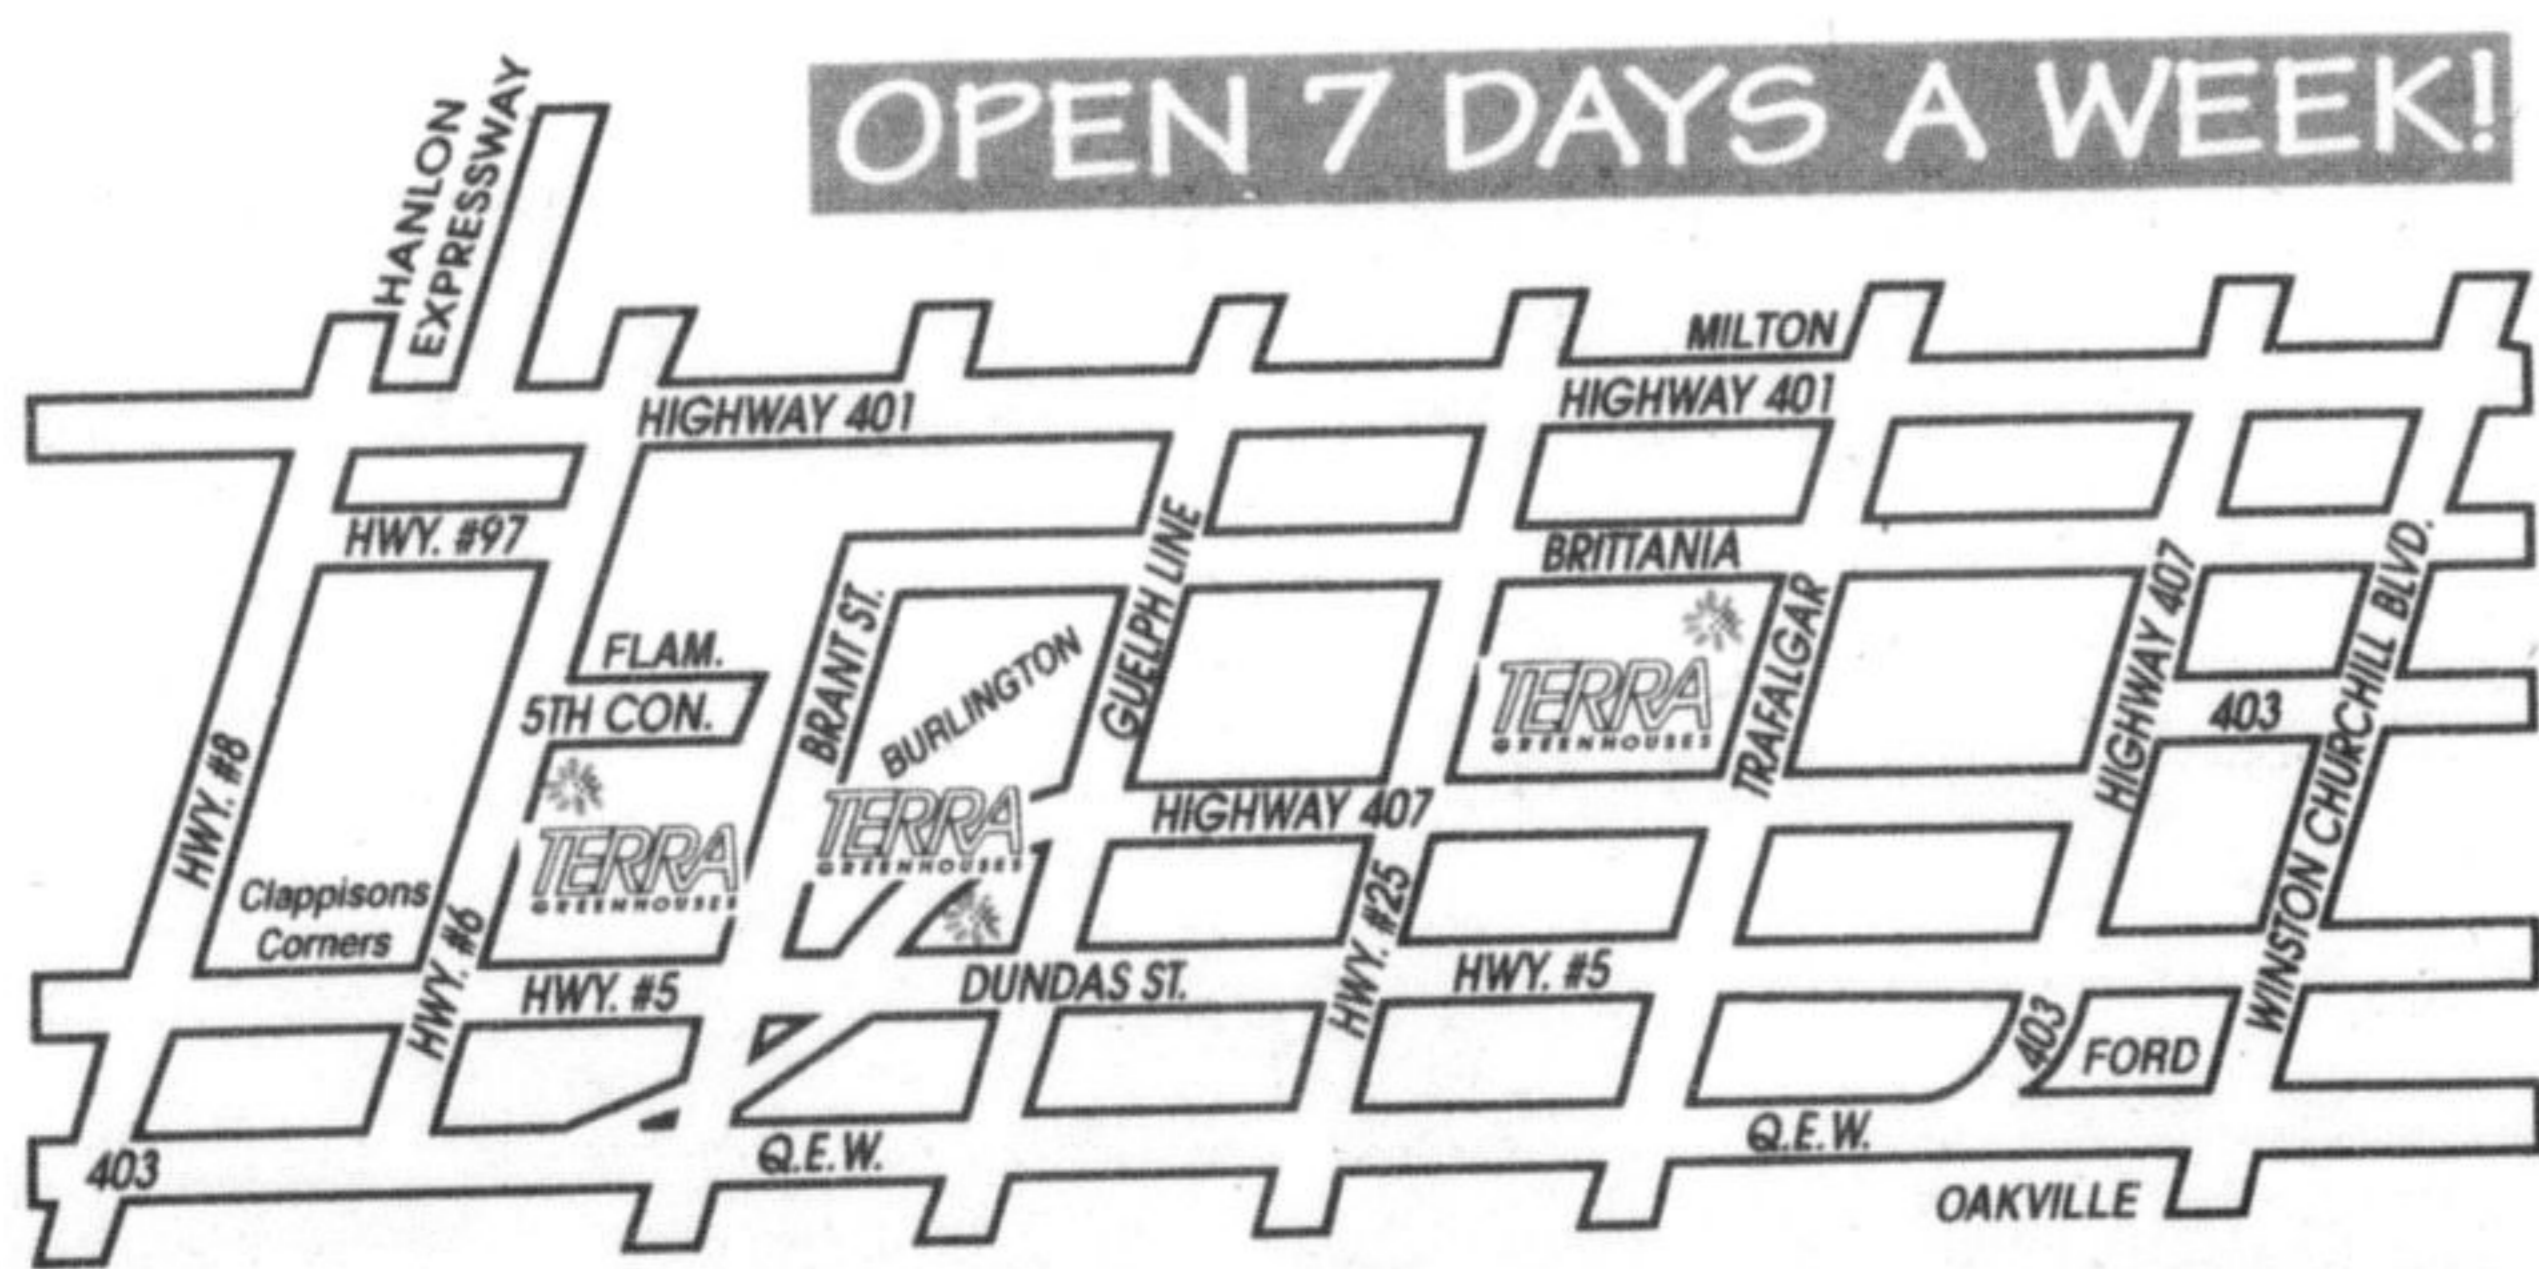 OPEN 7 DAYS A WEEK!
HANLON
EXPRESSWAY
MILTON
HIGHWAY 401
HIGHWAY 401
HWY. #97
BRITTANIA
GUELPH LINE
BRANT ST.
FLAM.
5TH CON.
BURLINGTON
TERRA
GREENHOUSES
TRAFALGAR
HIGHWAY 407
WINSTON CHURCHILL BLVD.
403
HWY. #8
TERRA
GREENHOUSES
TERRA
GREENHOUSES
HIGHWAY 407
Clappisons
Corners
HWY. #6
HWY. #25
HWY. #5
DUNDAS ST.
HWY. #5
403
FORD
403
Q.E.W.
Q.E.W.
OAKVILLE